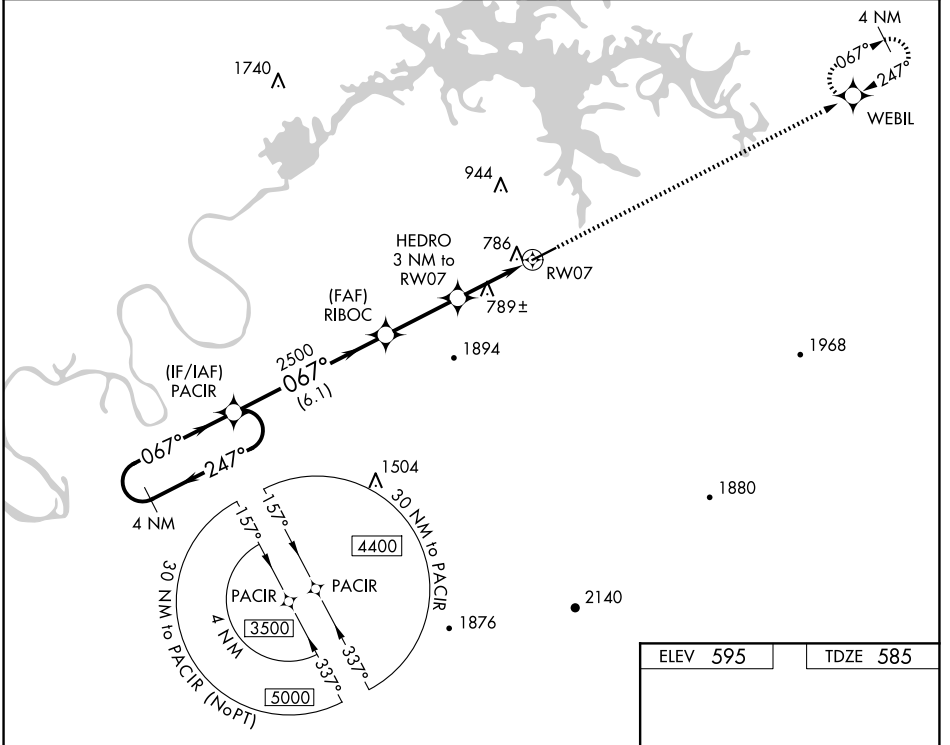 4 NM
067°
247°
WEBIL
1740
944
HEDRO
3 NM to
RW07
786
RW07
(FAF)
RIBOC
789±
1894
1968
(IF/IAF)
PACIR
2500
067°
(6.1)
067°
247°
4 NM
1504
1880
157°
157°
30 NM to PACIR
4400
PACIR
PACIR
30 NM to PACIR (NoPT)
4 NM
3500
337°
337°
5000
1876
2140
ELEV 595
TDZE 585